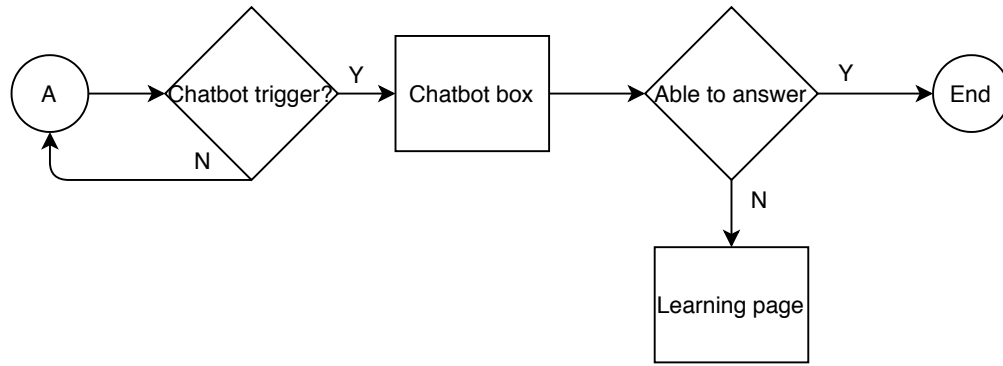 A
Chatbot trigger?
Y
Chatbot box
Able to answer
Y
End
N
N
Learning page